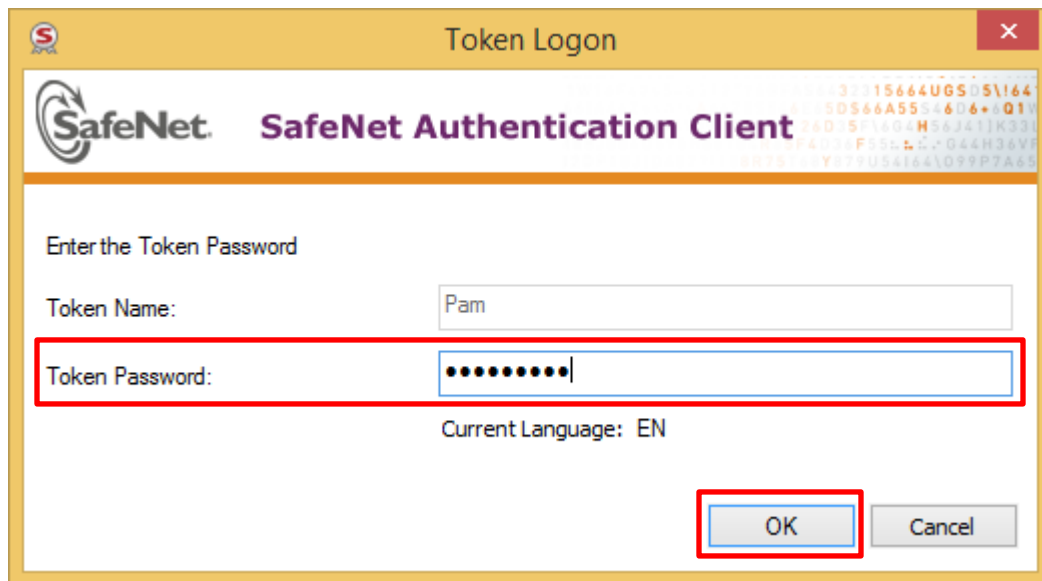 Token Logon
SafeNet. SafeNet Authentication Client
Enter the Token Password
Token Name: Pam
Token Password: •••••••••
Current Language: EN
OK Cancel